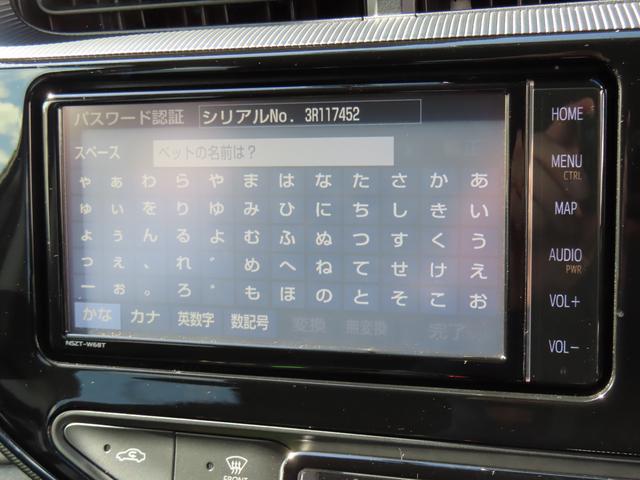 パスワード認証 シリアルNo. 3R117452
スペース ペットの名前は？
ゃ ぁ わ ら や ま は な た さ か あ
ゅ ぃ を り ゆ み ひ に ち し き い
ょ ぅ ん る よ む ふ ぬ つ す く う
っ ぇ 、 れ ゛ め へ ね て せ け え
ー ぉ 。 ろ ゜ も ほ の と そ こ お
かな カナ 英数字 数記号 変換 無変換 完了
NSZT-W68T
HOME
MENU
CTRL
MAP
AUDIO
PWR
VOL+
VOL-
FRONT